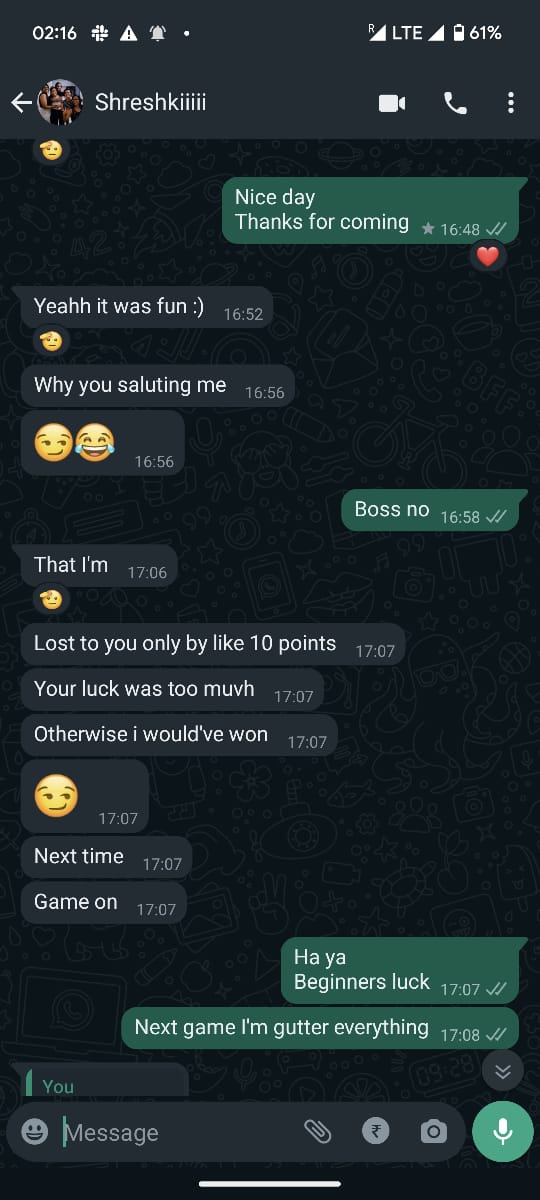 02:16
R LTE 61%
Shreshkiiiii
Nice day
Thanks for coming 16:48
Yeahh it was fun :) 16:52
Why you saluting me 16:56
😏😂 16:56
Boss no 16:58
That I'm 17:06
Lost to you only by like 10 points 17:07
Your luck was too muvh 17:07
Otherwise i would've won 17:07
😏 17:07
Next time 17:07
Game on 17:07
Ha ya
Beginners luck 17:07
Next game I'm gutter everything 17:08
You
Message